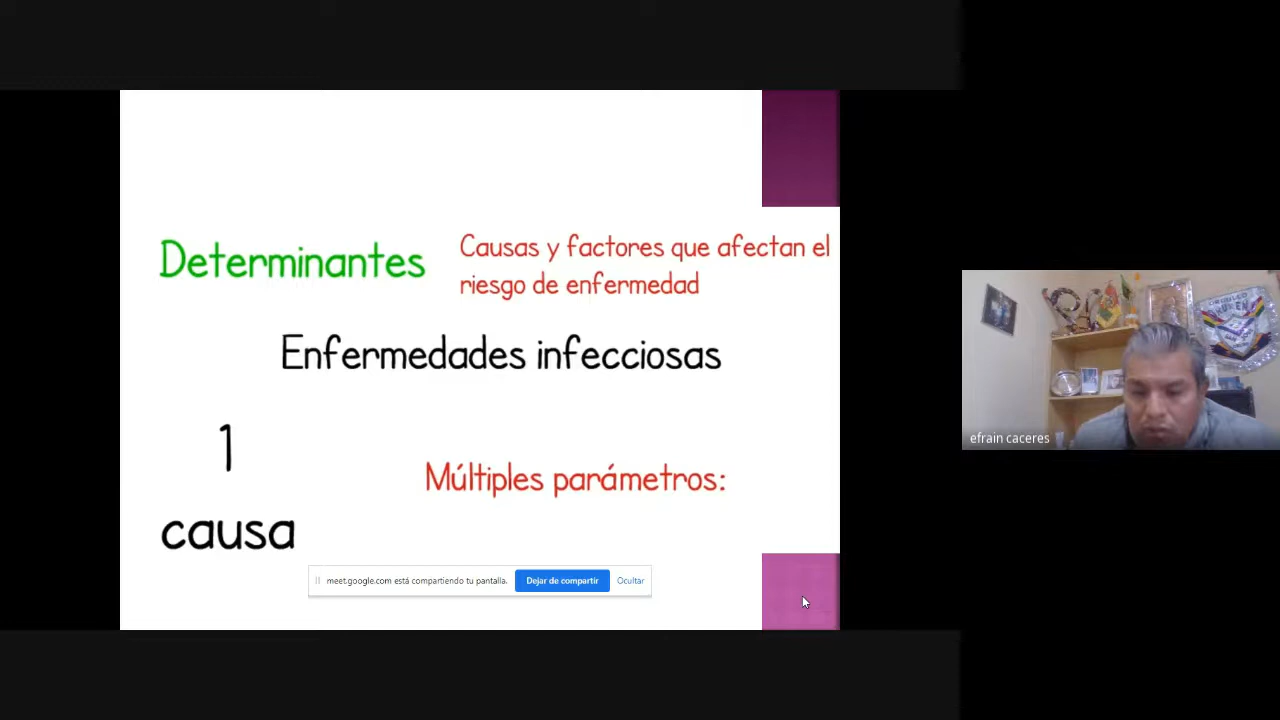 Determinantes
Causas y factores que afectan el
riesgo de enfermedad
Enfermedades infecciosas
1
causa
Múltiples parámetros:
meet.google.com está compartiendo tu pantalla.
Dejar de compartir
Ocultar
efrain caceres